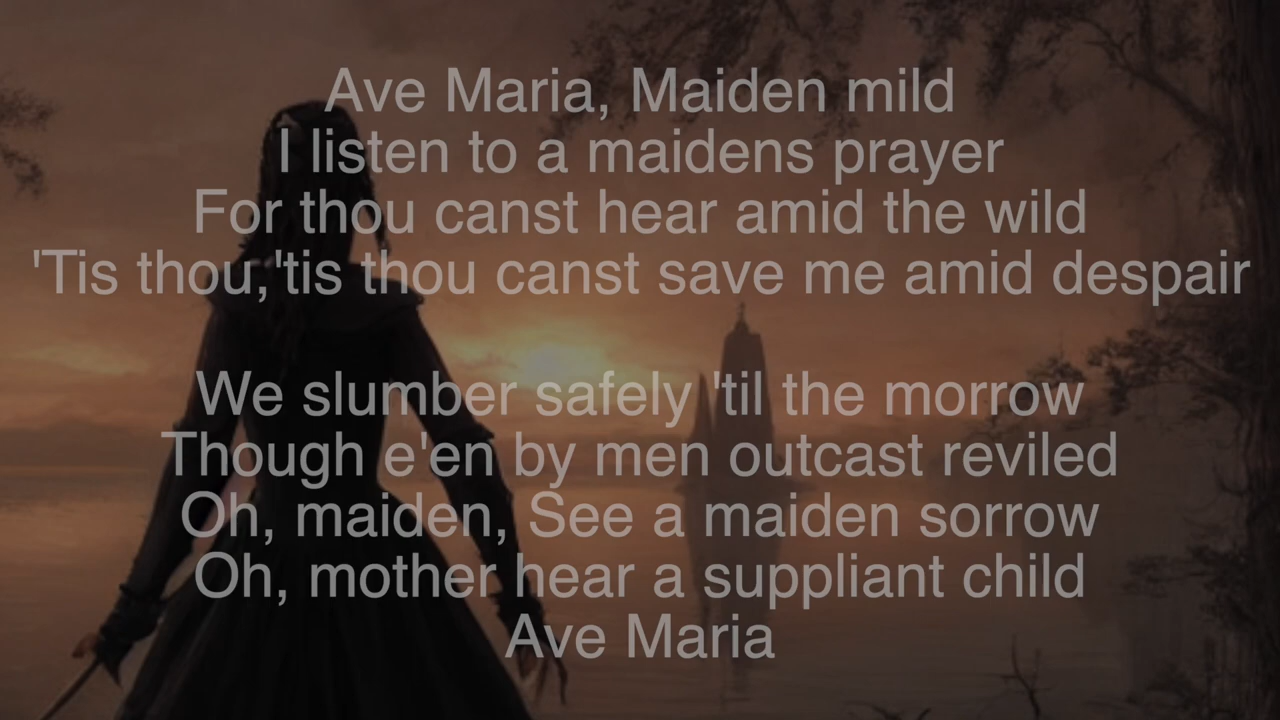 Ave Maria, Maiden mild
I listen to a maidens prayer
For thou canst hear amid the wild
'Tis thou,'tis thou canst save me amid despair
We slumber safely 'til the morrow
Though e'en by men outcast reviled
Oh, maiden, See a maiden sorrow
Oh, mother hear a suppliant child
Ave Maria